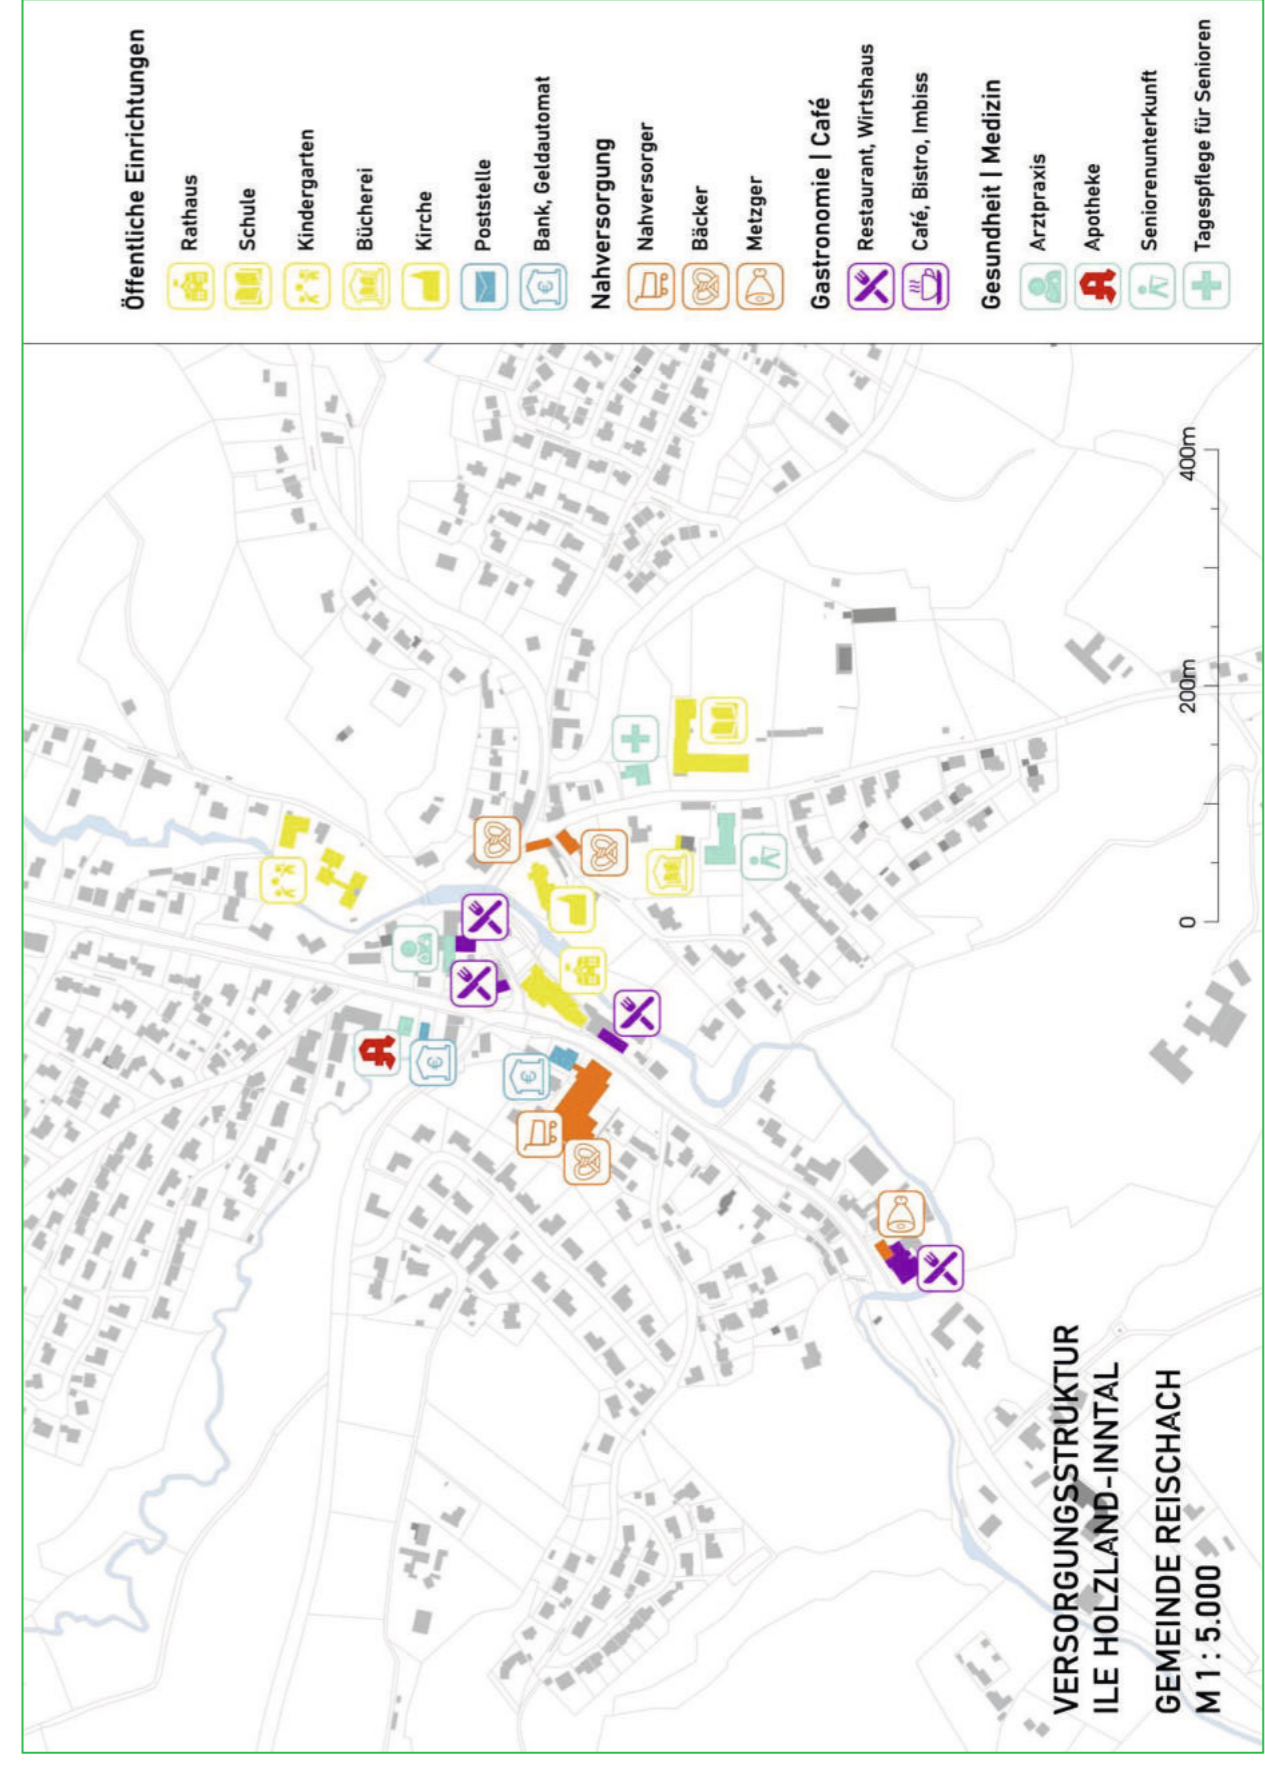 VERSORGUNGSSTRUKTUR
ILE HOLZLAND-INNTAL
GEMEINDE REISCHACH
M 1 : 5.000
0
200m
400m
Öffentliche Einrichtungen
Rathaus
Schule
Kindergarten
Bücherei
Kirche
Poststelle
Bank, Geldautomat
Nahversorgung
Nahversorger
Bäcker
Metzger
Gastronomie | Café
Restaurant, Wirtshaus
Café, Bistro, Imbiss
Gesundheit | Medizin
Arztpraxis
Apotheke
Seniorenunterkunft
Tagespflege für Senioren